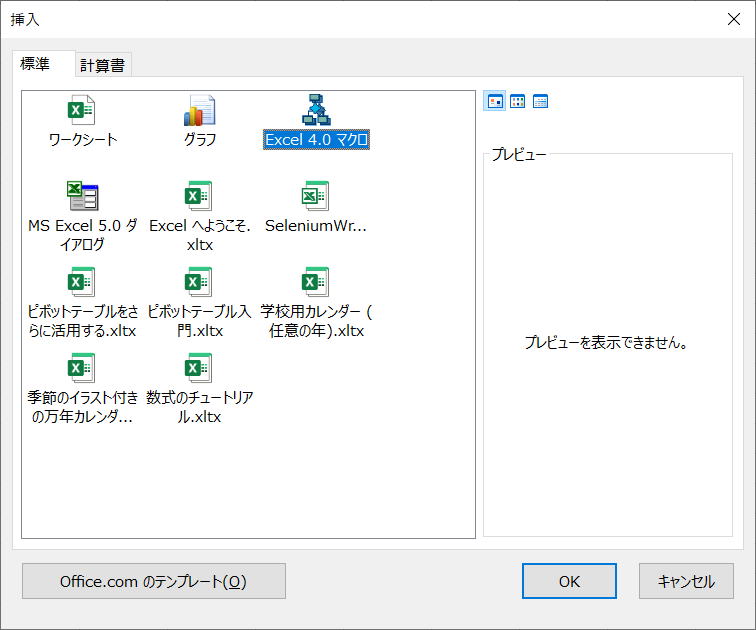 挿入
標準
計算書
ワークシート
グラフ
Excel 4.0 マクロ
MS Excel 5.0 ダ
イアログ
Excel へようこそ.
xltx
SeleniumWr...
ピボットテーブルをさ
らに活用する.xltx
ピボットテーブル入
門.xltx
学校用カレンダー (
任意の年).xltx
季節のイラスト付き
の万年カレンダ...
数式のチュートリア
ル.xltx
プレビュー
プレビューを表示できません。
Office.com のテンプレート(O)
OK
キャンセル